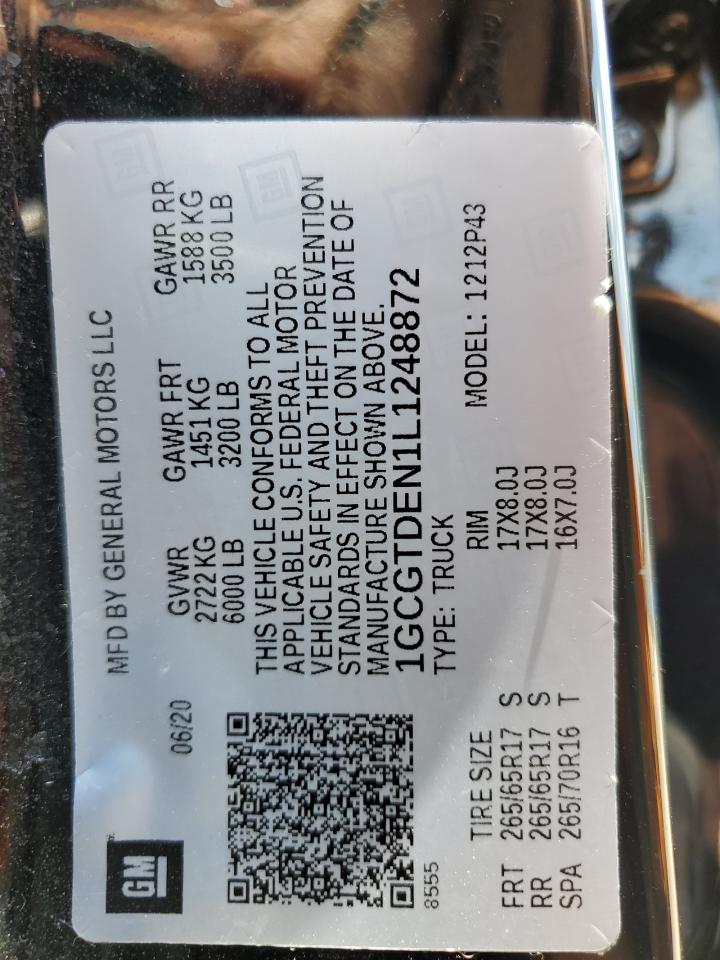 GM
MFD BY GENERAL MOTORS LLC
06/20
GVWR GAWR FRT GAWR RR
2722 KG 1451 KG 1588 KG
6000 LB 3200 LB 3500 LB
THIS VEHICLE CONFORMS TO ALL
APPLICABLE U.S. FEDERAL MOTOR
VEHICLE SAFETY AND THEFT PREVENTION
STANDARDS IN EFFECT ON THE DATE OF
MANUFACTURE SHOWN ABOVE.
1GCGTDEN1L1248872
8555
TYPE: TRUCK MODEL: 1212P43
TIRE SIZE RIM
FRT 265/65R17 S 17X8.0J
RR 265/65R17 S 17X8.0J
SPA 265/70R16 T 16X7.0J